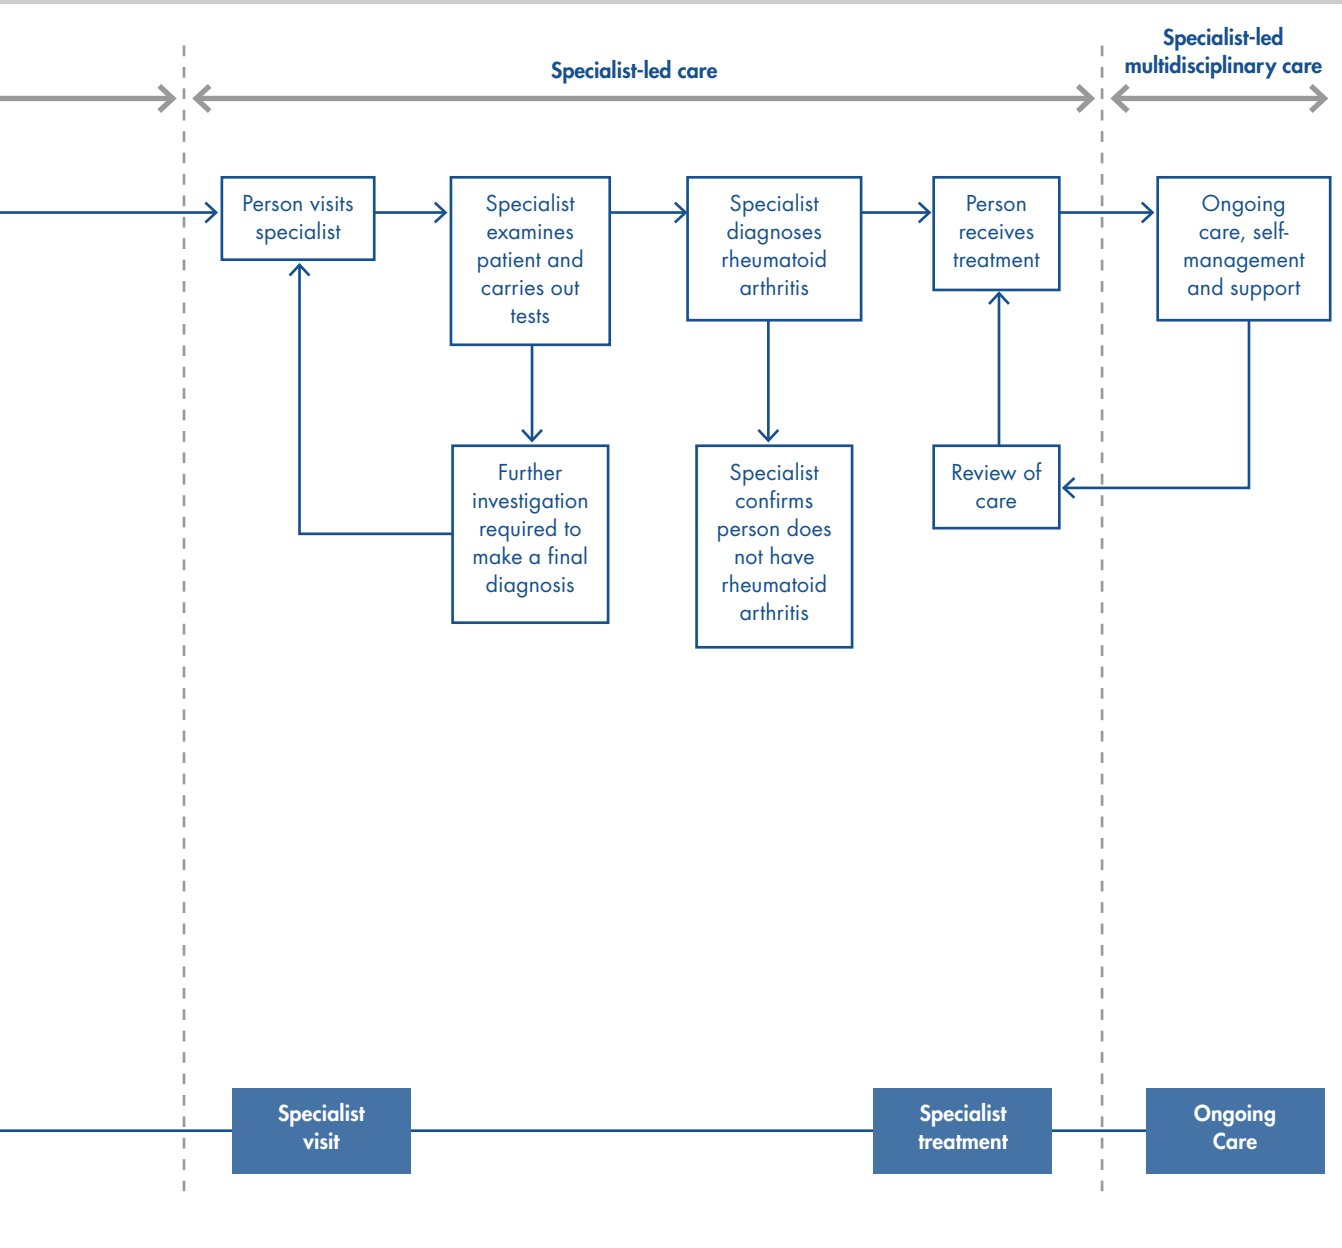 Specialist-led care
Specialist-led
multidisciplinary care
Person visits
specialist
Specialist
examines
patient and
carries out
tests
Specialist
diagnoses
rheumatoid
arthritis
Person
receives
treatment
Ongoing
care, self-
management
and support
Further
investigation
required to
make a final
diagnosis
Specialist
confirms
person does
not have
rheumatoid
arthritis
Review of
care
Specialist
visit
Specialist
treatment
Ongoing
Care